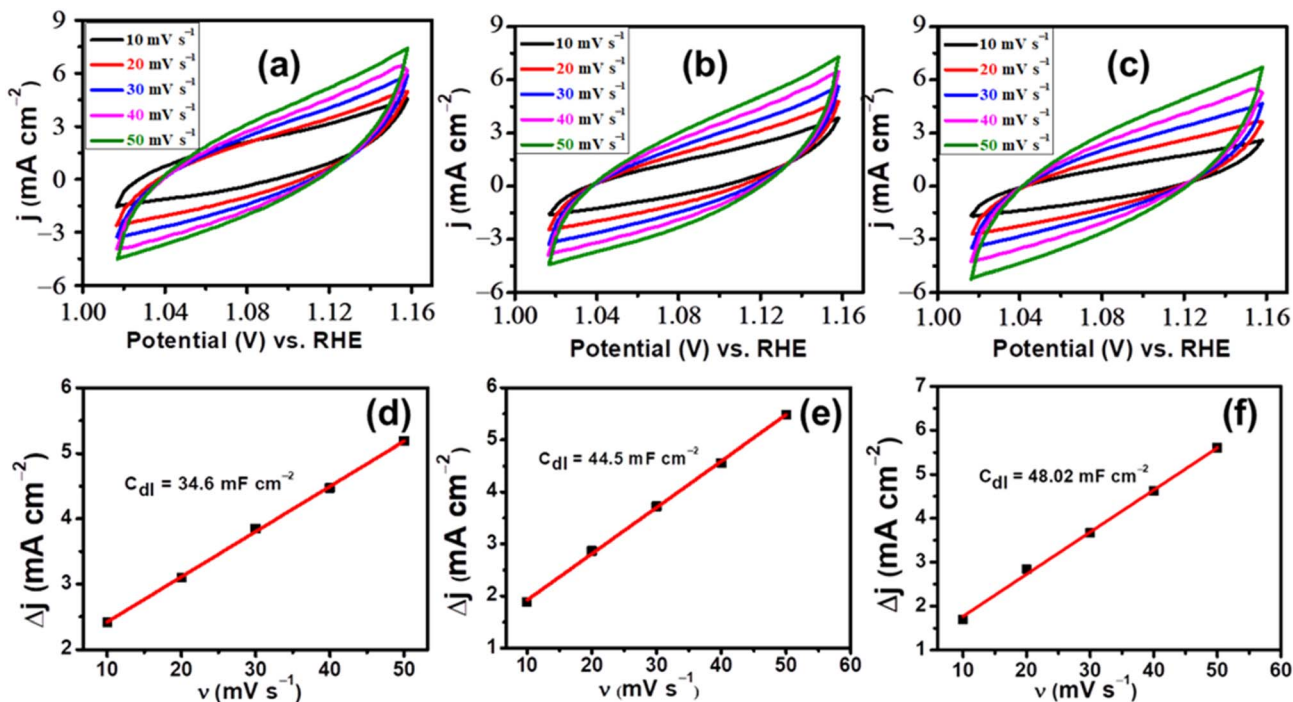 (a)
10 mV s⁻¹
20 mV s⁻¹
30 mV s⁻¹
40 mV s⁻¹
50 mV s⁻¹
9
6
3
0
−3
−6
j (mA cm⁻²)
1.00 1.04 1.08 1.12 1.16
Potential (V) vs. RHE
(b)
10 mV s⁻¹
20 mV s⁻¹
30 mV s⁻¹
40 mV s⁻¹
50 mV s⁻¹
9
6
3
0
−3
−6
j (mA cm⁻²)
1.00 1.04 1.08 1.12 1.16
Potential (V) vs. RHE
(c)
10 mV s⁻¹
20 mV s⁻¹
30 mV s⁻¹
40 mV s⁻¹
50 mV s⁻¹
9
6
3
0
−3
−6
j (mA cm⁻²)
1.00 1.04 1.08 1.12 1.16
Potential (V) vs. RHE
(d)
Cdl = 34.6 mF cm⁻²
6
5
4
3
2
Δj (mA cm⁻²)
10 20 30 40 50
ν (mV s⁻¹)
(e)
Cdl = 44.5 mF cm⁻²
6
5
4
3
2
1
Δj (mA cm⁻²)
10 20 30 40 50 60
ν (mV s⁻¹)
(f)
Cdl = 48.02 mF cm⁻²
7
6
5
4
3
2
1
Δj (mA cm⁻²)
10 20 30 40 50 60
ν (mV s⁻¹)